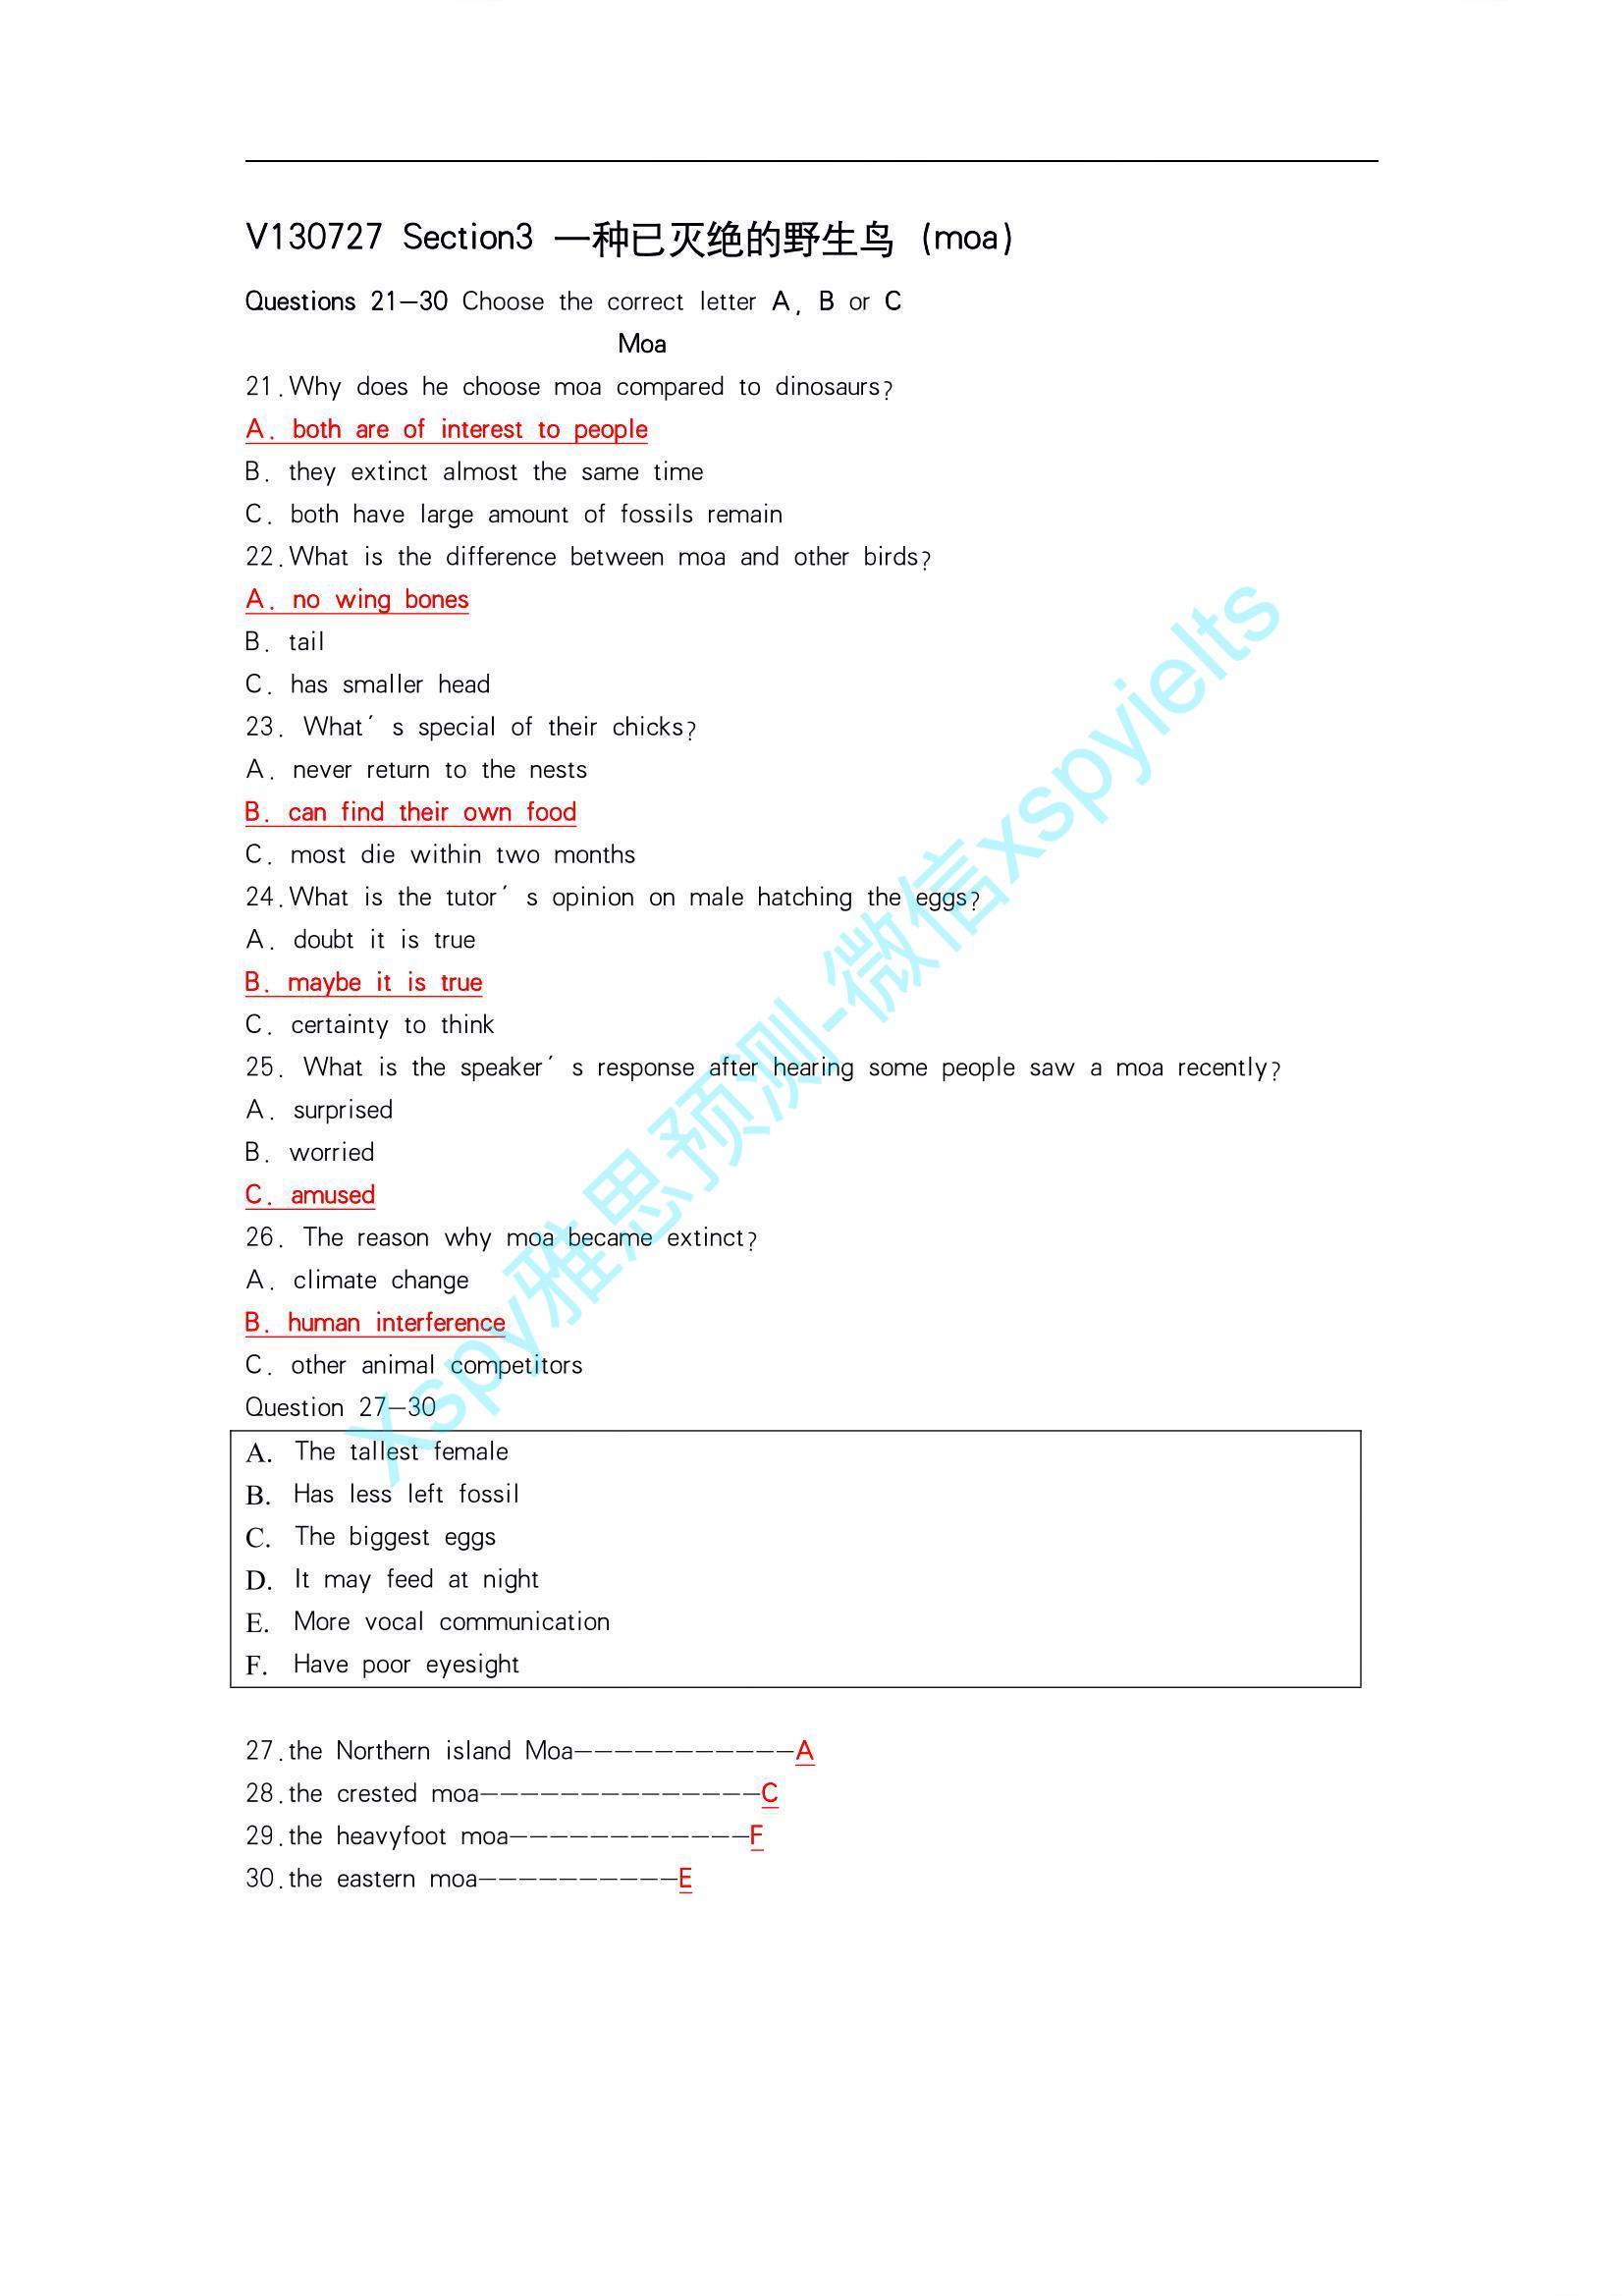 V130727 Section3 一种已灭绝的野生鸟 (moa)
Questions 21—30 Choose the correct letter A, B or C
Moa
21.Why does he choose moa compared to dinosaurs?
A. both are of interest to people
B. they extinct almost the same time
C. both have large amount of fossils remain
22.What is the difference between moa and other birds?
A. no wing bones
B. tail
C. has smaller head
23. What' s special of their chicks?
A. never return to the nests
B. can find their own food
C. most die within two months
24.What is the tutor' s opinion on male hatching the eggs?
A. doubt it is true
B. maybe it is true
C. certainty to think
25. What is the speaker' s response after hearing some people saw a moa recently?
A. surprised
B. worried
C. amused
26. The reason why moa became extinct?
A. climate change
B. human interference
C. other animal competitors
Question 27—30
A. The tallest female
B. Has less left fossil
C. The biggest eggs
D. It may feed at night
E. More vocal communication
F. Have poor eyesight
27.the Northern island Moa-----------A
28.the crested moa--------------C
29.the heavyfoot moa------------F
30.the eastern moa----------E
xspy雅思预测-微信xspyielts